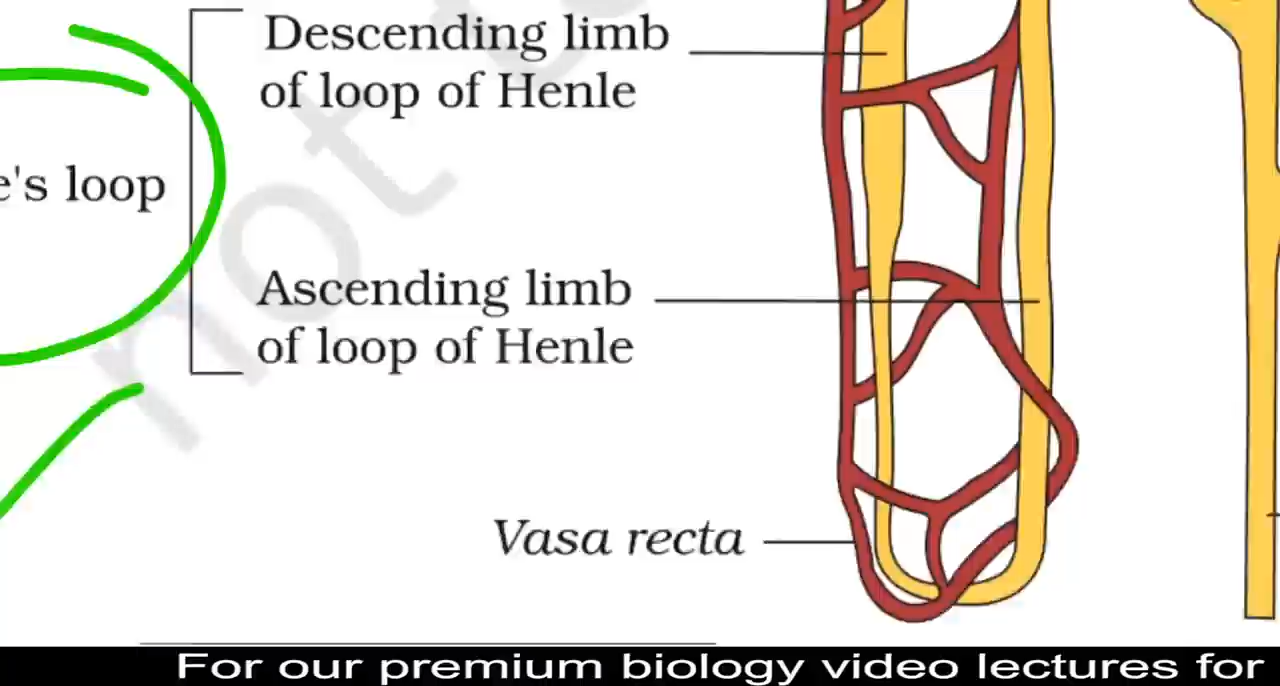 Descending limb
of loop of Henle
e's loop
Ascending limb
of loop of Henle
Vasa recta
not
For our premium biology video lectures for